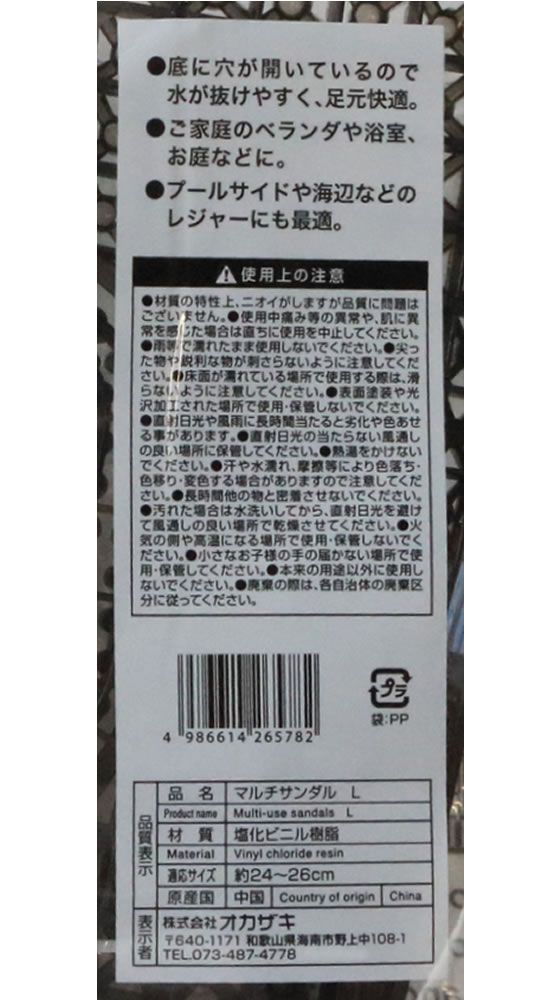 ●底に穴が開いているので
水が抜けやすく、足元快適。
●ご家庭のベランダや浴室、
お庭などに。
●プールサイドや海辺などの
レジャーにも最適。
⚠使用上の注意
●材質の特性上、ニオイがしますが品質に問題は
ございません。●使用中痛み等の異常や、肌に異
常を感じた場合は直ちに使用を中止してください。
●雨等で濡れたまま使用しないでください。●尖っ
た物や鋭利な物が刺さらないように注意してくだ
さい。●床面が濡れている場所で使用する際は、滑
らないように注意してください。●表面塗装や光
沢加工された場所で使用・保管しないでください。
●直射日光や風雨に長時間当たると劣化や色あせ
る事があります。●直射日光の当たらない風通し
の良い場所に保管してください。●熱湯をかけない
でください。●汗や水濡れ、摩擦等により色落ち・
色移り・変色する場合がありますので注意してくだ
さい。●長時間他の物と密着させないでください。
●汚れた場合は水洗いしてから、直射日光を避け
て風通しの良い場所で乾燥させてください。●火
気の側や高温になる場所で使用・保管しないでく
ださい。●小さなお子様の手の届かない場所で使
用・保管してください。●本来の用途以外に使用し
ないでください。●廃棄の際は、各自治体の廃棄区
分に従ってください。
4 986614 265782
プラ
袋:PP
品質表示
品 名 マルチサンダル L
Product name Multi-use sandals L
材 質 塩化ビニル樹脂
Material Vinyl chloride resin
適応サイズ 約24〜26cm
原産国 中国 Country of origin China
表示者
株式会社オカザキ
〒640-1171 和歌山県海南市野上中108-1
TEL.073-487-4778